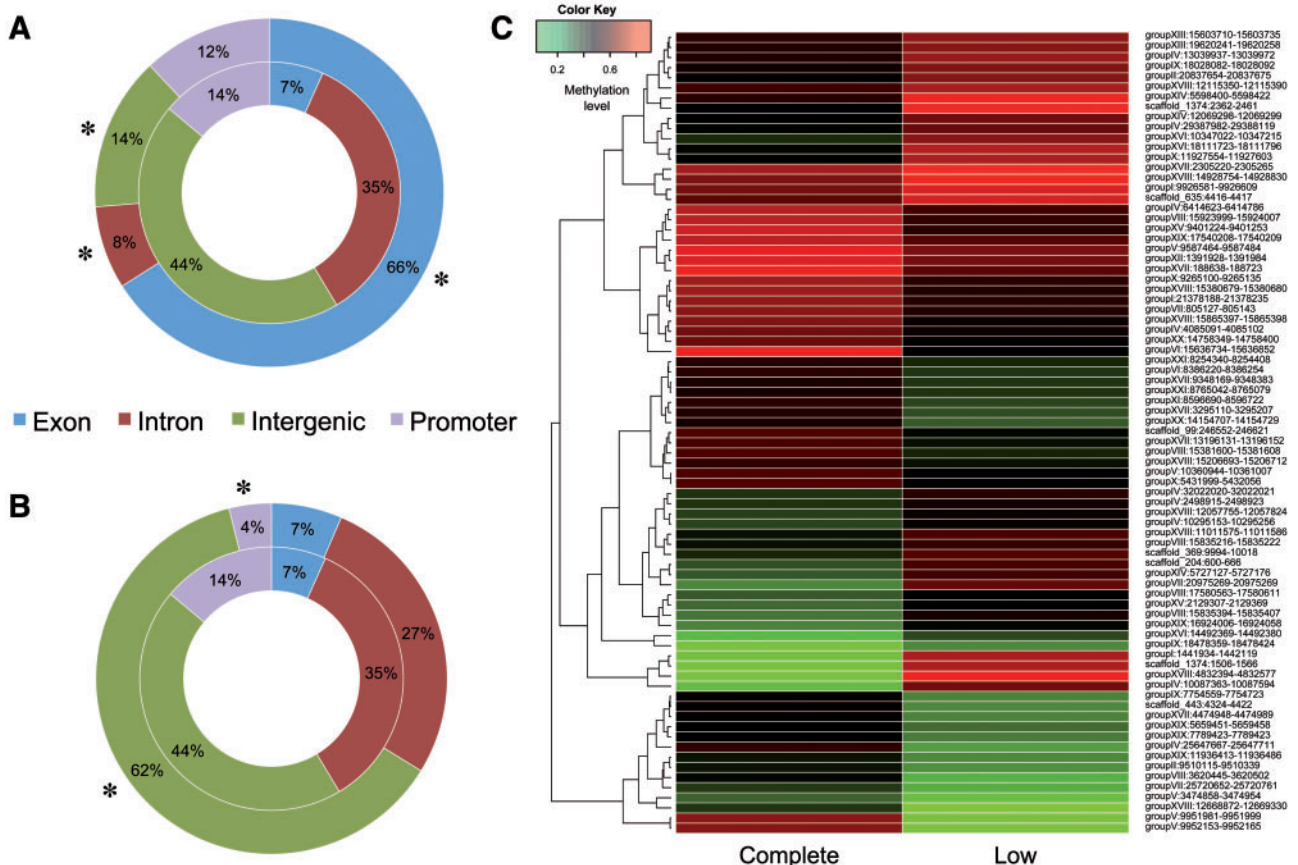 A
12%
14%
7%
14%
35%
8%
44%
66%
*
*
*
Exon
Intron
Intergenic
Promoter
B
4%
7%
14%
7%
27%
35%
44%
62%
*
*
C
Color Key
0.2
0.6
Methylation
level
groupXIII:15603710-15603735
groupXIII:19620241-19620258
groupIV:13039937-13039972
groupIX:18028082-18028092
groupII:20837654-20837675
groupXVIII:12115350-12115390
groupXIV:5598400-5598422
scaffold_1374:2362-2461
groupXIV:12069298-12069299
groupIV:29387982-29388119
groupXVI:10347022-10347215
groupXVI:18111723-18111796
groupX:11927554-11927603
groupXVII:2305220-2305265
groupXVIII:14928754-14928830
groupI:9926581-9926609
scaffold_635:4416-4417
groupIV:6414623-6414786
groupVIII:15923999-15924007
groupXV:9401224-9401253
groupXIX:17540208-17540209
groupV:9587464-9587484
groupXII:1391928-1391984
groupXVII:188638-188723
groupX:9265100-9265135
groupXVIII:15380679-15380680
groupI:21378188-21378235
groupVII:805127-805143
groupXVIII:15865397-15865398
groupIV:4085091-4085102
groupXX:14758349-14758400
groupVI:15636734-15636852
groupXXI:8254340-8254408
groupVI:8386220-8386254
groupXVII:9348169-9348383
groupXXI:8765042-8765079
groupXI:8596690-8596722
groupXVII:3295110-3295207
groupXX:14154707-14154729
scaffold_99:246552-246621
groupXVII:13196131-13196152
groupVIII:15381600-15381608
groupXVIII:15206693-15206712
groupV:10360944-10361007
groupX:5431999-5432056
groupIV:32022020-32022021
groupIV:2498915-2498923
groupXVIII:12057755-12057824
groupIV:10295153-10295256
groupXVIII:11011575-11011586
groupVIII:15835216-15835222
scaffold_369:9994-10018
scaffold_204:600-666
groupXIV:5727127-5727176
groupVII:20975269-20975269
groupVIII:17580563-17580611
groupXV:2129307-2129369
groupVIII:15835394-15835407
groupXIX:16924006-16924058
groupXVI:14492369-14492380
groupIX:18478359-18478424
groupI:1441934-1442119
scaffold_1374:1506-1566
groupXVIII:4832394-4832577
groupIV:10087363-10087594
groupIX:7754559-7754723
scaffold_443:4324-4422
groupXVII:4474948-4474989
groupXIX:5659451-5659458
groupXIX:7789423-7789423
groupIV:25647667-25647711
groupXIX:11936413-11936486
groupII:9510115-9510339
groupVIII:3620445-3620502
groupVII:25720652-25720761
groupV:3474858-3474954
groupXVIII:12668872-12669330
groupV:9951981-9951999
groupV:9952153-9952165
Complete
Low